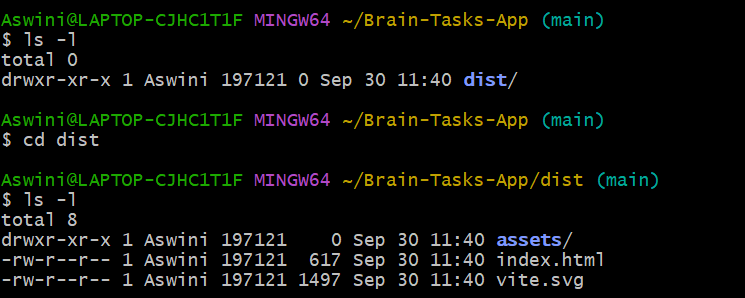 Aswini@LAPTOP-CJHC1T1F MINGW64 ~/Brain-Tasks-App (main)
$ ls -l
total 0
drwxr-xr-x 1 Aswini 197121 0 Sep 30 11:40 dist/
Aswini@LAPTOP-CJHC1T1F MINGW64 ~/Brain-Tasks-App (main)
$ cd dist
Aswini@LAPTOP-CJHC1T1F MINGW64 ~/Brain-Tasks-App/dist (main)
$ ls -l
total 8
drwxr-xr-x 1 Aswini 197121    0 Sep 30 11:40 assets/
-rw-r--r-- 1 Aswini 197121  617 Sep 30 11:40 index.html
-rw-r--r-- 1 Aswini 197121 1497 Sep 30 11:40 vite.svg